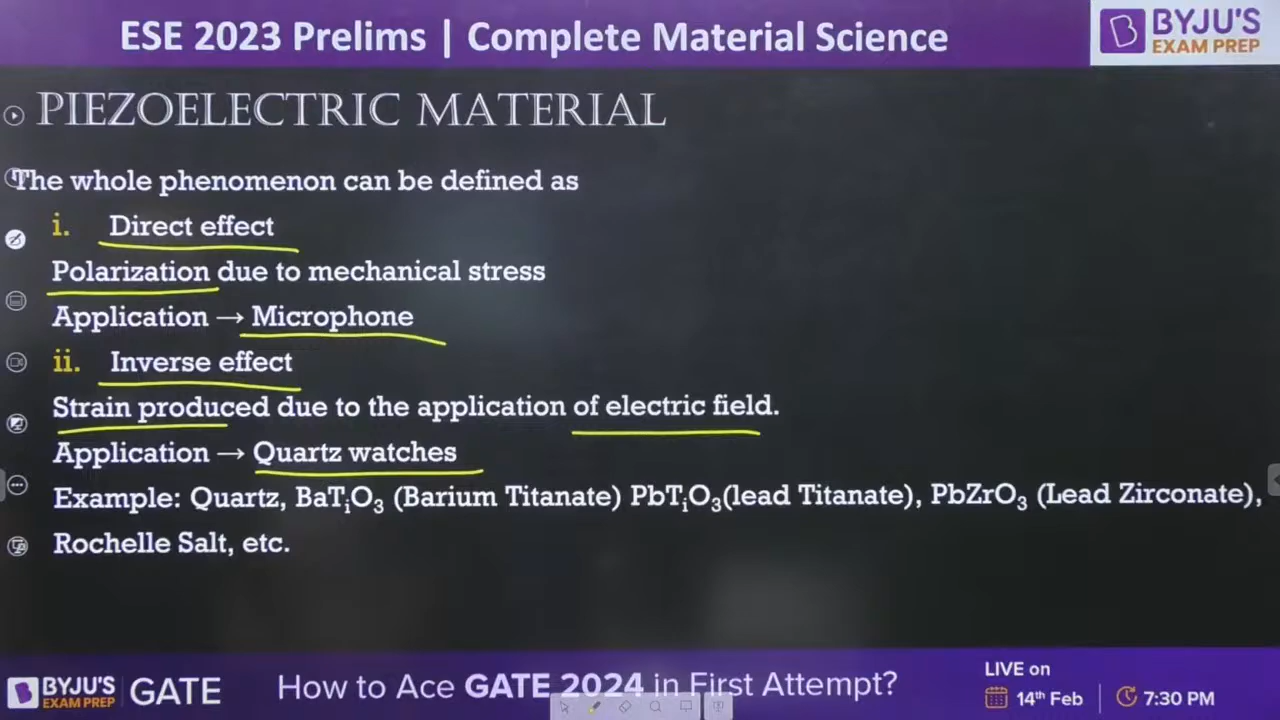 ESE 2023 Prelims | Complete Material Science
BYJU'S
EXAM PREP
PIEZOELECTRIC MATERIAL
The whole phenomenon can be defined as
i. Direct effect
Polarization due to mechanical stress
Application → Microphone
ii. Inverse effect
Strain produced due to the application of electric field.
Application → Quartz watches
Example: Quartz, BaTᵢO₃ (Barium Titanate) PbTᵢO₃(lead Titanate), PbZrO₃ (Lead Zirconate),
Rochelle Salt, etc.
BYJU'S
EXAM PREP
GATE
How to Ace GATE 2024 in First Attempt?
LIVE on
14th Feb
7:30 PM